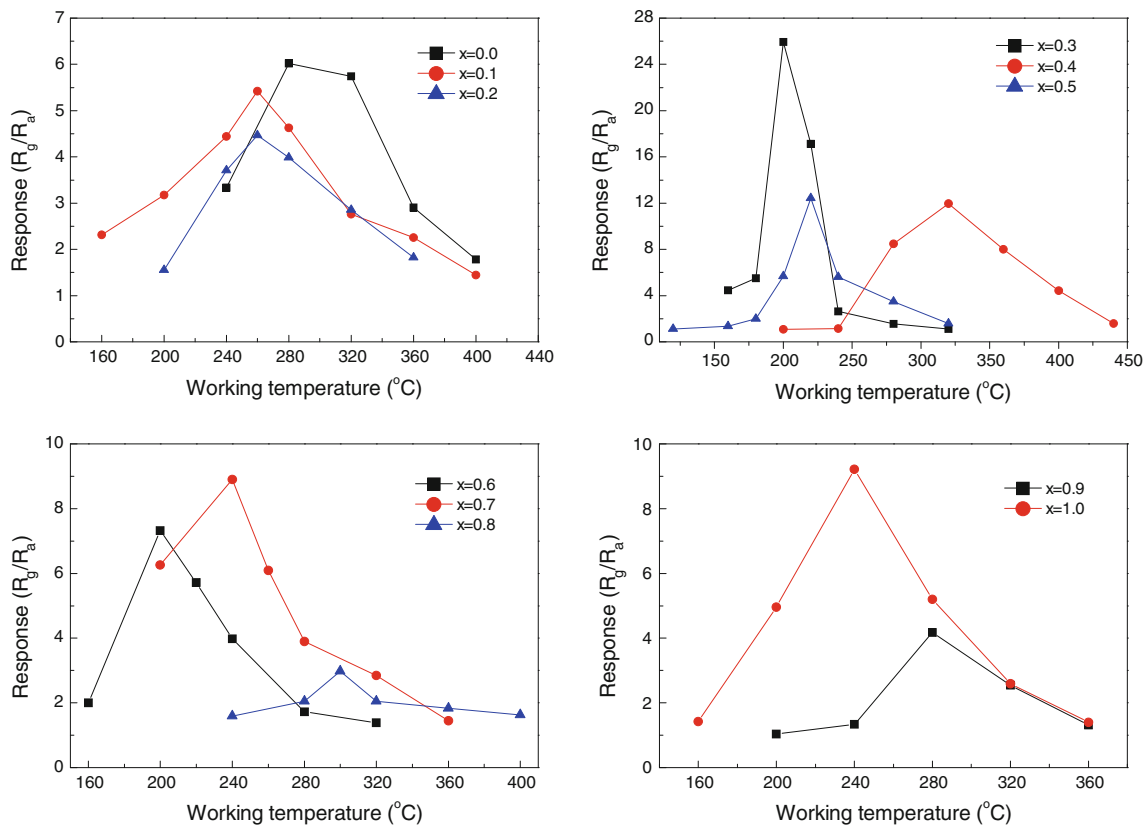 7
6
5
4
3
2
1
0
Response (Rg/Ra)
x=0.0
x=0.1
x=0.2
160 200 240 280 320 360 400 440
Working temperature (°C)
28
24
20
16
12
8
4
0
Response (Rg/Ra)
x=0.3
x=0.4
x=0.5
150 200 250 300 350 400 450
Working temperature (°C)
10
8
6
4
2
0
Response (Rg/Ra)
x=0.6
x=0.7
x=0.8
160 200 240 280 320 360 400
Working temperature (°C)
10
8
6
4
2
0
Response (Rg/Ra)
x=0.9
x=1.0
160 200 240 280 320 360
Working temperature (°C)